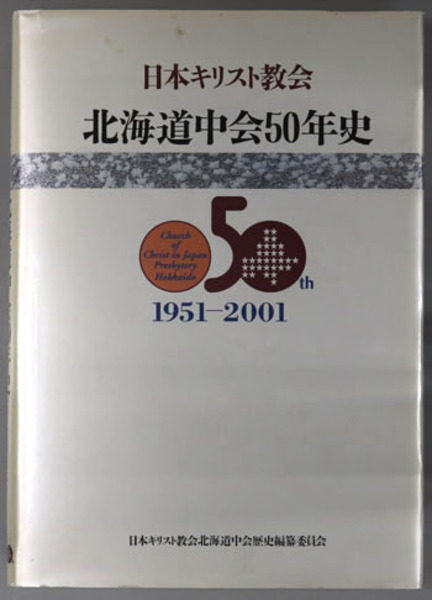 日本キリスト教会
北海道中会50年史
Church
of
Christ in Japan
Presbytery
Hokkaido
50th
1951-2001
日本キリスト教会北海道中会歴史編纂委員会